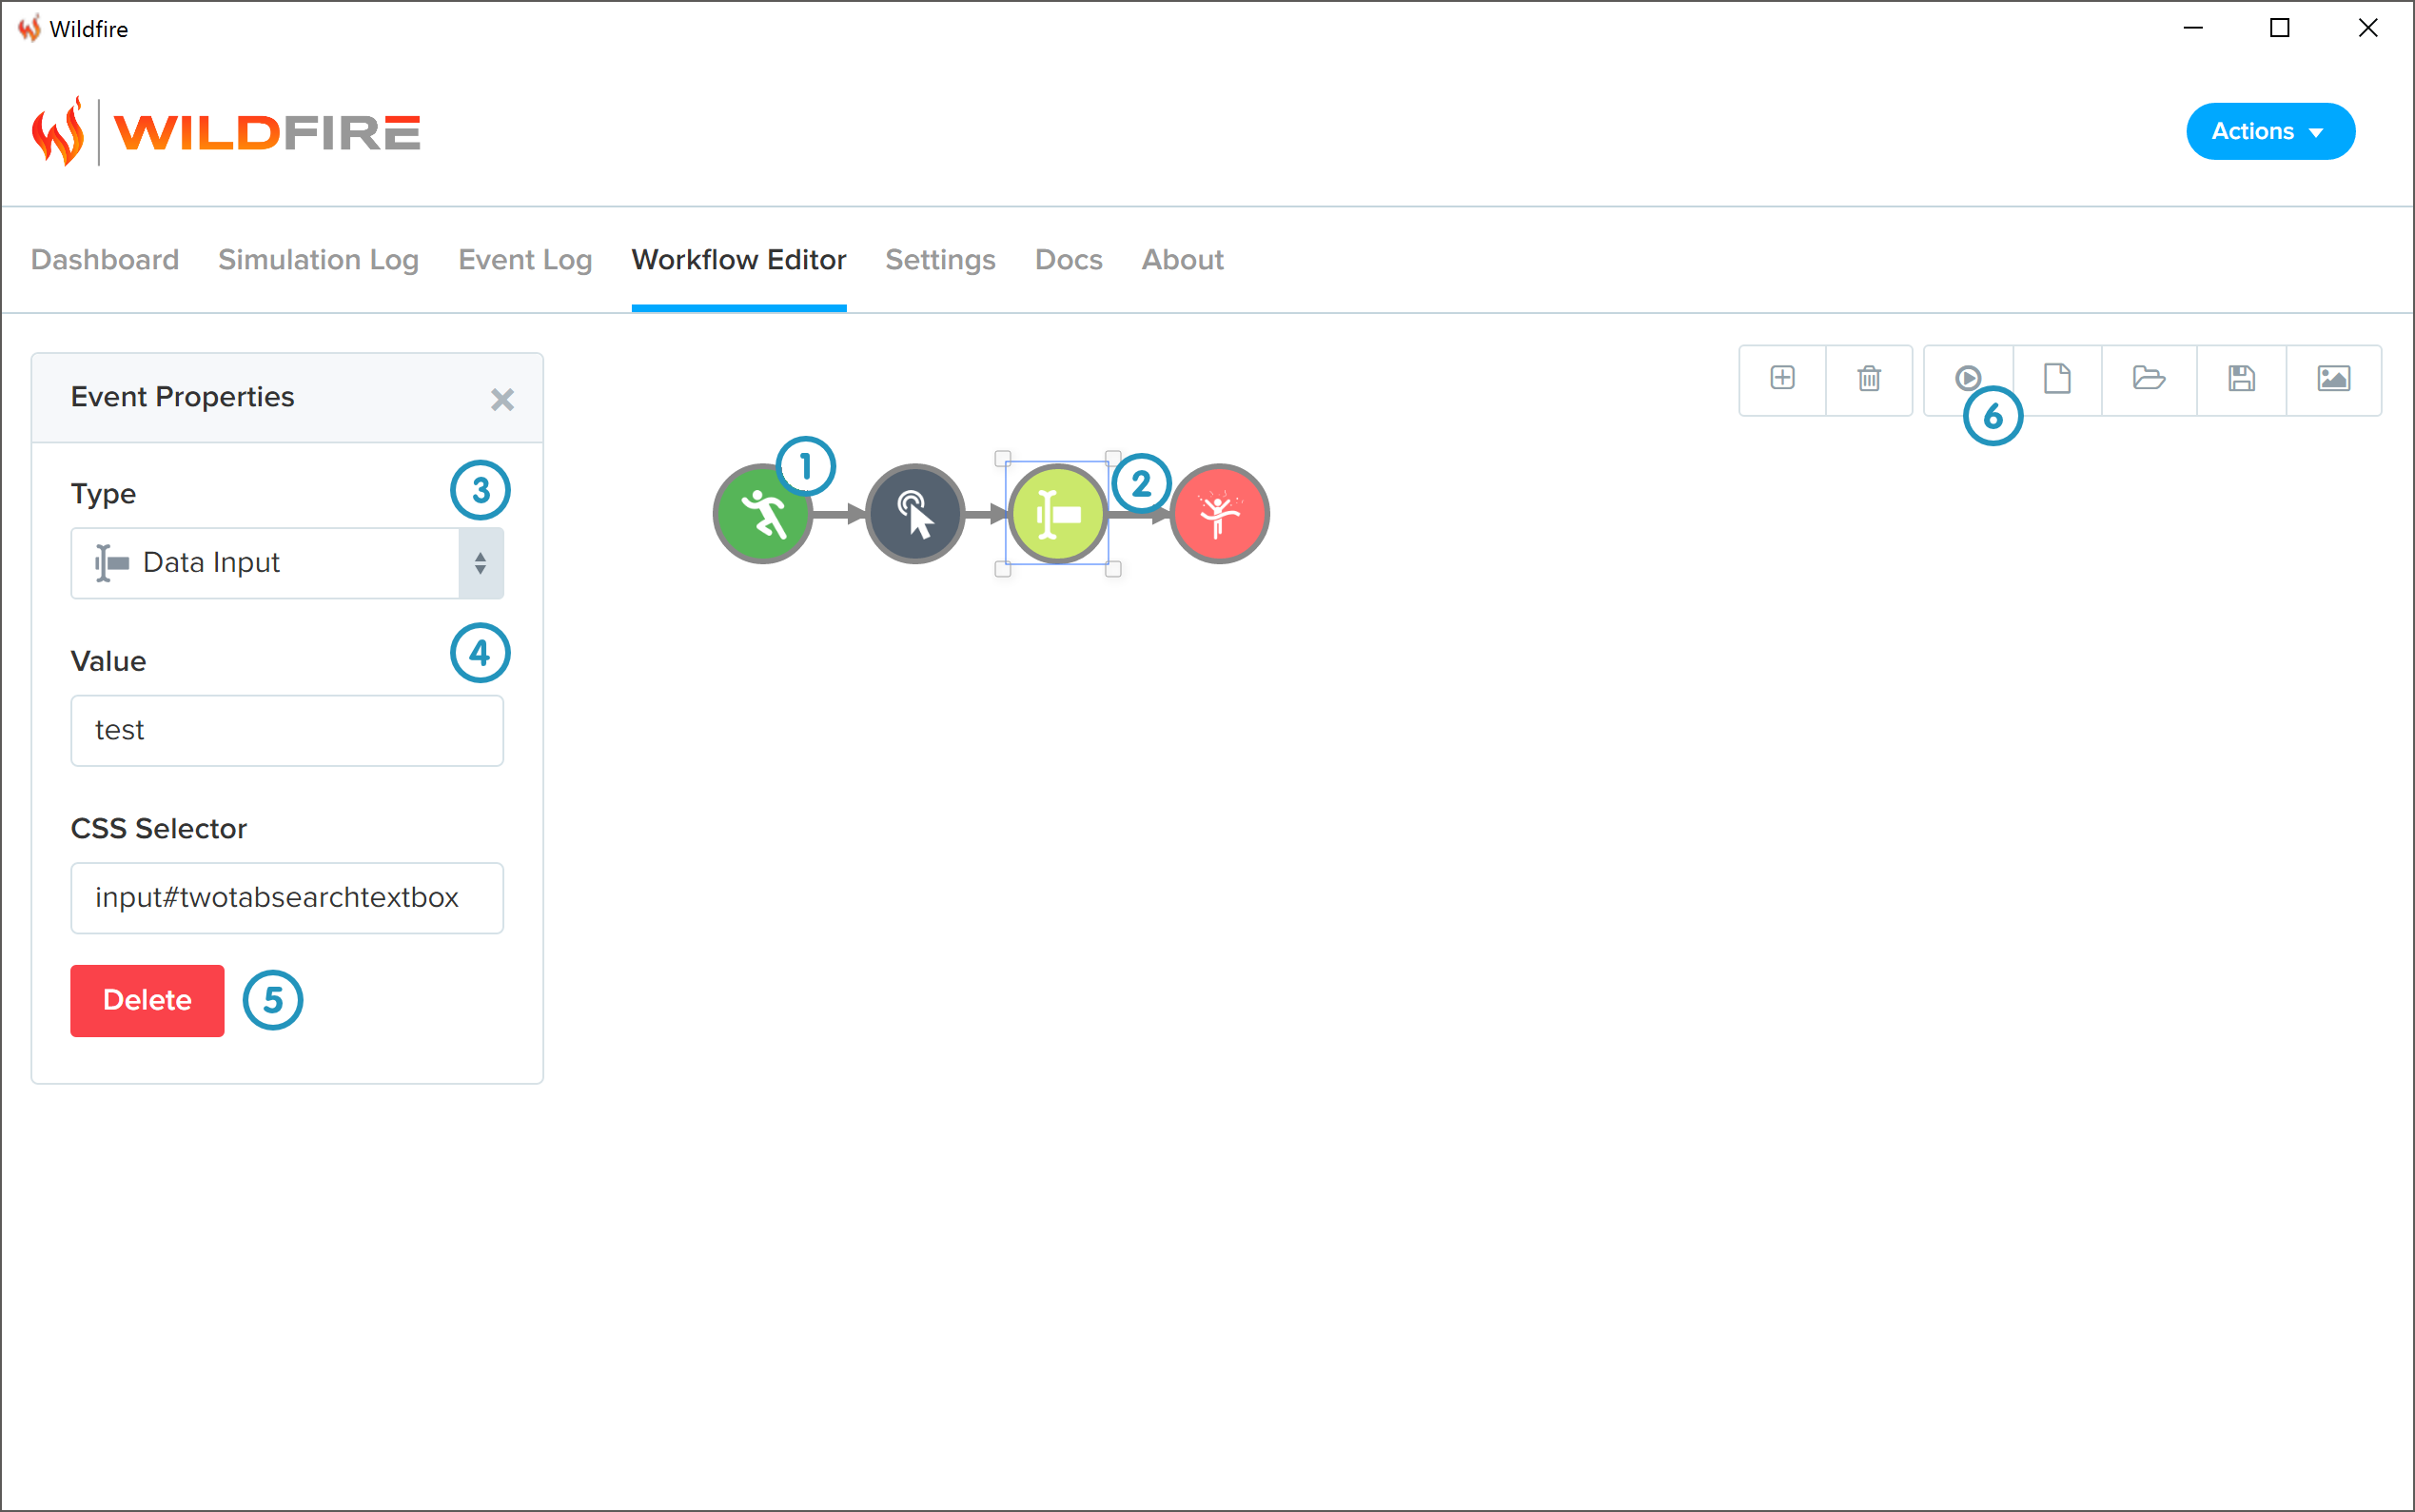 Wildfire
WILDFIRE
Actions
Dashboard Simulation Log Event Log Workflow Editor Settings Docs About
Event Properties
6
1
2
Type
3
Data Input
Value
4
test
CSS Selector
input#twotabsearchtextbox
Delete
5